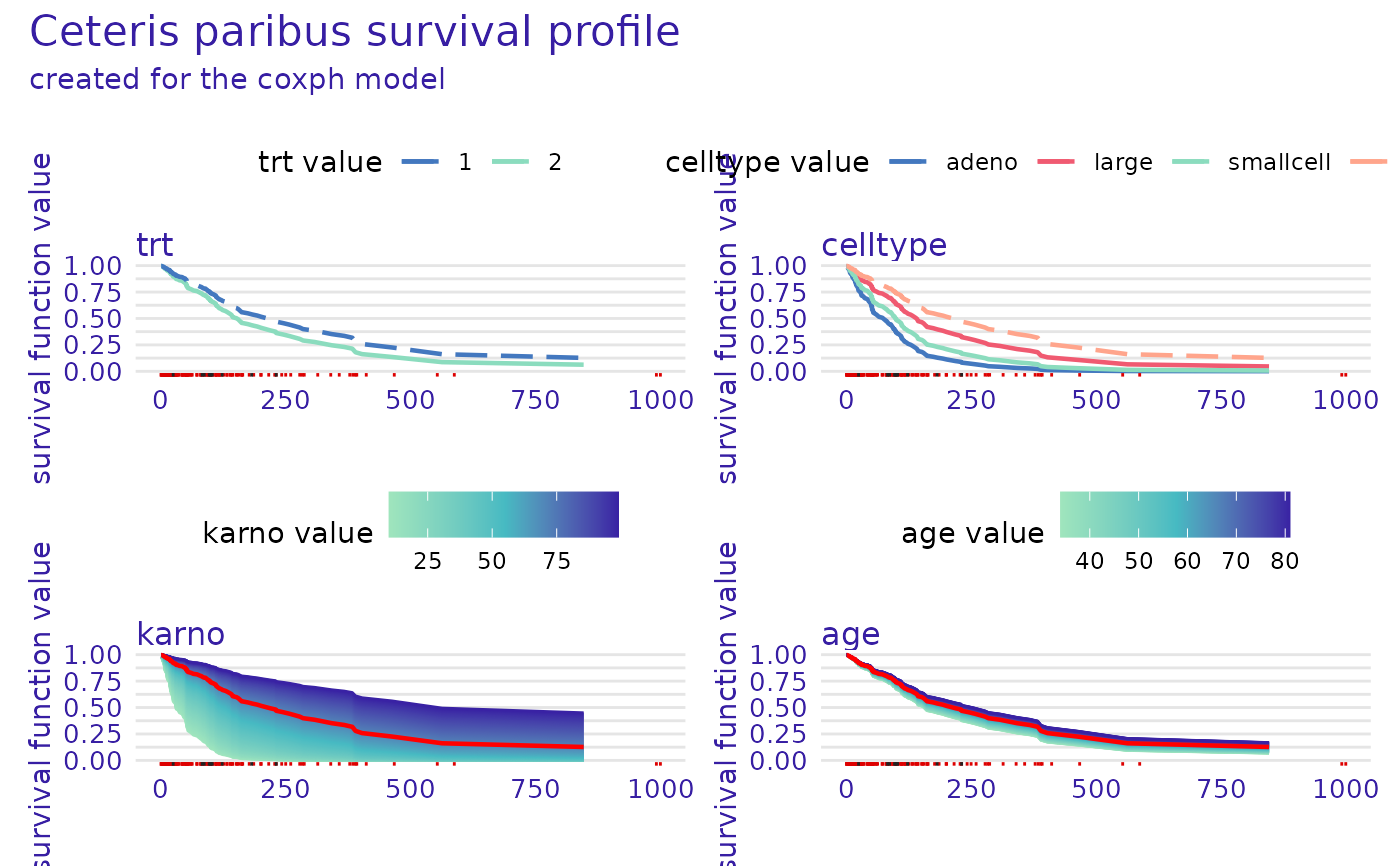 Ceteris paribus survival profile
created for the coxph model
trt value 1 2
celltype value adeno large smallcell
survival function value
trt
1.00
0.75
0.50
0.25
0.00
0 250 500 750 1000
survival function value
celltype
1.00
0.75
0.50
0.25
0.00
0 250 500 750 1000
karno value
25 50 75
survival function value
karno
1.00
0.75
0.50
0.25
0.00
0 250 500 750 1000
age value
40 50 60 70 80
survival function value
age
1.00
0.75
0.50
0.25
0.00
0 250 500 750 1000